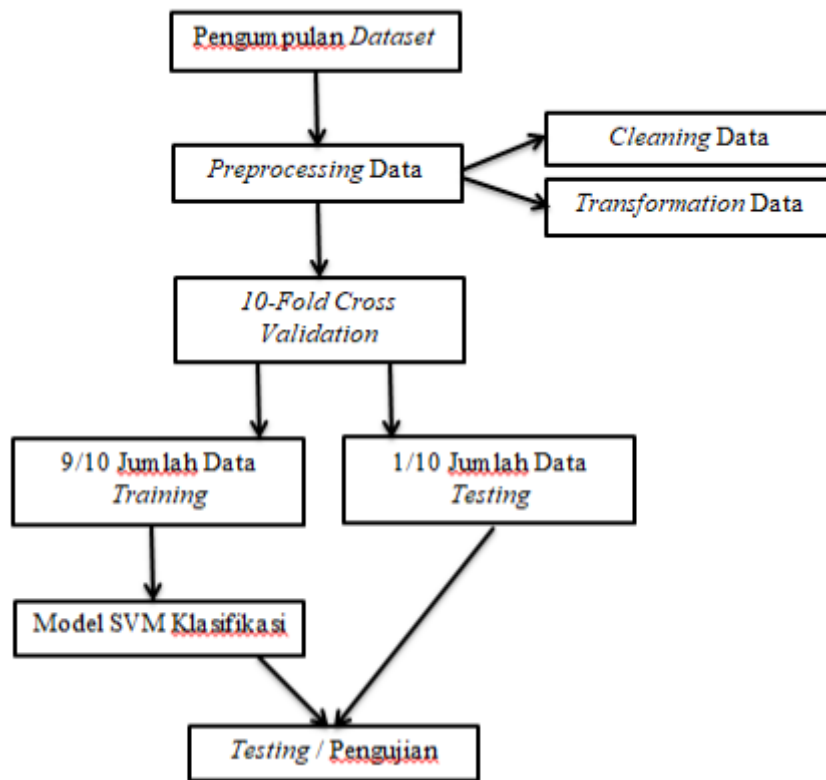 Pengumpulan Dataset
Cleaning Data
Preprocessing Data
Transformation Data
10-Fold Cross
Validation
9/10 Jumlah Data
Training
1/10 Jumlah Data
Testing
Model SVM Klasifikasi
Testing / Pengujian